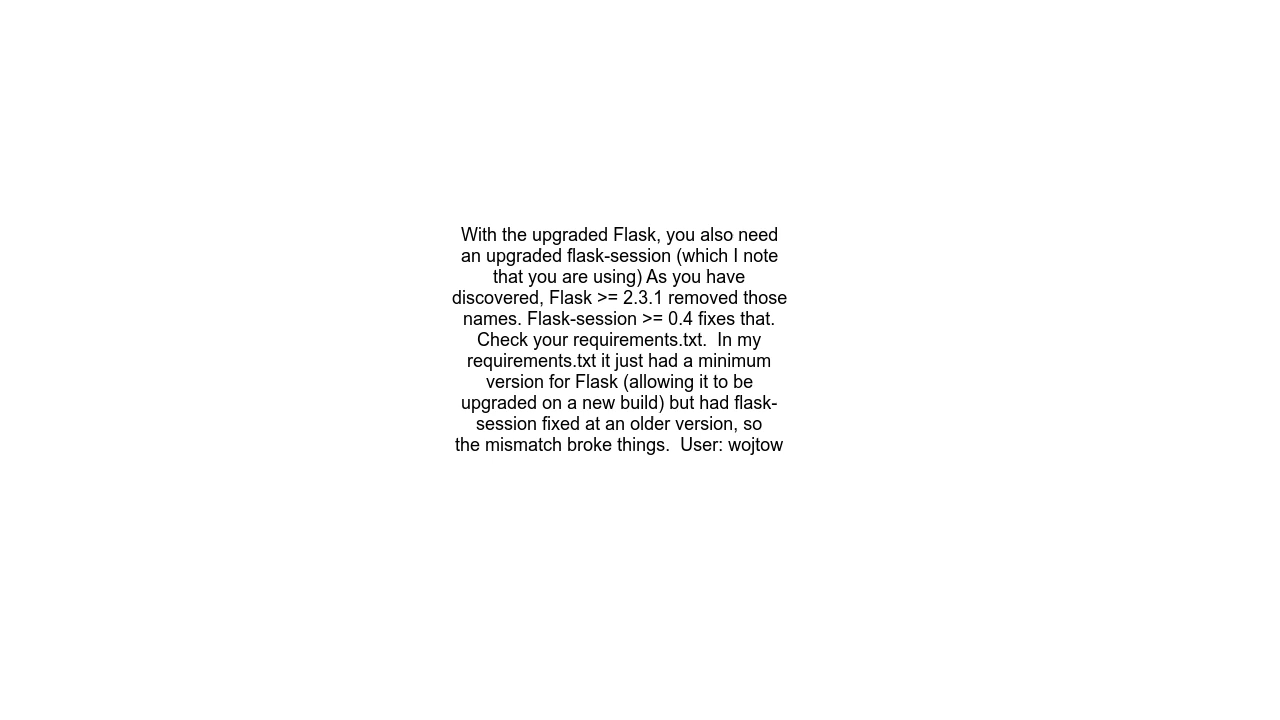 With the upgraded Flask, you also need
an upgraded flask-session (which I note
that you are using) As you have
discovered, Flask >= 2.3.1 removed those
names. Flask-session >= 0.4 fixes that.
Check your requirements.txt.  In my
requirements.txt it just had a minimum
version for Flask (allowing it to be
upgraded on a new build) but had flask-
session fixed at an older version, so
the mismatch broke things.  User: wojtow